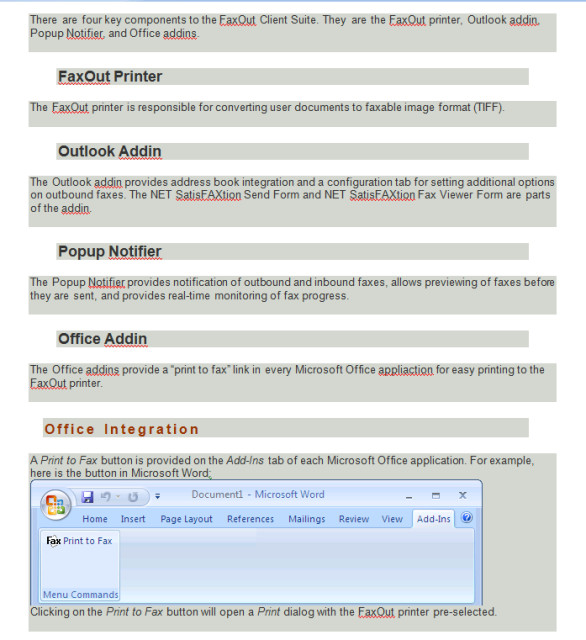 There are four key components to the FaxOut Client Suite. They are the FaxOut printer, Outlook addin,
Popup Notifier, and Office addins.
FaxOut Printer
The FaxOut printer is responsible for converting user documents to faxable image format (TIFF).
Outlook Addin
The Outlook addin provides address book integration and a configuration tab for setting additional options
on outbound faxes. The NET SatisFAXtion Send Form and NET SatisFAXtion Fax Viewer Form are parts
of the addin.
Popup Notifier
The Popup Notifier provides notification of outbound and inbound faxes, allows previewing of faxes before
they are sent, and provides real-time monitoring of fax progress.
Office Addin
The Office addins provide a "print to fax" link in every Microsoft Office appliaction for easy printing to the
FaxOut printer.
Office Integration
A Print to Fax button is provided on the Add-Ins tab of each Microsoft Office application. For example,
here is the button in Microsoft Word:
Document1 - Microsoft Word
Home Insert Page Layout References Mailings Review View Add-Ins
Fax Print to Fax
Menu Commands
Clicking on the Print to Fax button will open a Print dialog with the FaxOut printer pre-selected.